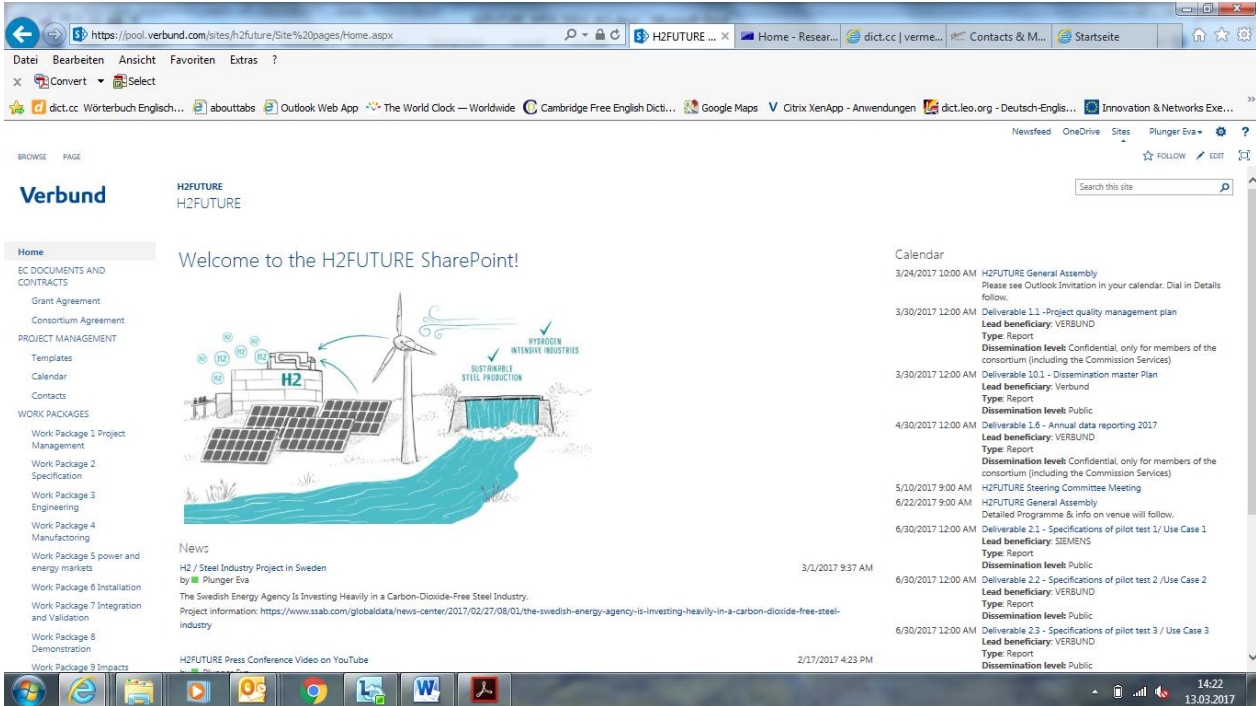 https://pool.verbund.com/sites/h2future/Site%20pages/Home.aspx
H2FUTURE ...
Home - Resear...
dict.cc | verme...
Contacts & M...
Startseite
Datei Bearbeiten Ansicht Favoriten Extras ?
x Convert Select
dict.cc Wörterbuch Englisch... abouttabs Outlook Web App The World Clock — Worldwide Cambridge Free English Dicti... Google Maps Citrix XenApp - Anwendungen dict.leo.org - Deutsch-Englis... Innovation & Networks Exe...
Newsfeed OneDrive Sites Plunger Eva ?
BROWSE PAGE
FOLLOW EDIT
Verbund
H2FUTURE
H2FUTURE
Search this site
Home
EC DOCUMENTS AND
CONTRACTS
Grant Agreement
Consortium Agreement
PROJECT MANAGEMENT
Templates
Calendar
Contacts
WORK PACKAGES
Work Package 1 Project
Management
Work Package 2
Specification
Work Package 3
Engineering
Work Package 4
Manufactoring
Work Package 5 power and
energy markets
Work Package 6 Installation
Work Package 7 Integration
and Validation
Work Package 8
Demonstration
Work Package 9 Impacts
Welcome to the H2FUTURE SharePoint!
H2
H2
H2
H2
H2
H2
H2
H2
HYDROGEN
INTENSIVE INDUSTRIES
SUSTAINABLE
STEEL PRODUCTION
News
H2 / Steel Industry Project in Sweden 3/1/2017 9:37 AM
by Plunger Eva
The Swedish Energy Agency Is Investing Heavily in a Carbon-Dioxide-Free Steel Industry.
Project information: https://www.ssab.com/globaldata/news-center/2017/02/27/08/01/the-swedish-energy-agency-is-investing-heavily-in-a-carbon-dioxide-free-steel-
industry
H2FUTURE Press Conference Video on YouTube 2/17/2017 4:23 PM
by Plunger Eva
Calendar
3/24/2017 10:00 AM H2FUTURE General Assembly
Please see Outlook Invitation in your calendar. Dial in Details
follow.
3/30/2017 12:00 AM Deliverable 1.1 -Project quality management plan
Lead beneficiary: VERBUND
Type: Report
Dissemination level: Confidential, only for members of the
consortium (including the Commission Services)
3/30/2017 12:00 AM Deliverable 10.1 - Dissemination master Plan
Lead beneficiary: Verbund
Type: Report
Dissemination level: Public
4/30/2017 12:00 AM Deliverable 1.6 - Annual data reporting 2017
Lead beneficiary: VERBUND
Type: Report
Dissemination level: Confidential, only for members of the
consortium (including the Commission Services)
5/10/2017 9:00 AM H2FUTURE Steering Committee Meeting
6/22/2017 9:00 AM H2FUTURE General Assembly
Detailed Programme & info on venue will follow.
6/30/2017 12:00 AM Deliverable 2.1 - Specifications of pilot test 1/ Use Case 1
Lead beneficiary: SIEMENS
Type: Report
Dissemination level: Public
6/30/2017 12:00 AM Deliverable 2.2 - Specifications of pilot test 2 /Use Case 2
Lead beneficiary: VERBUND
Type: Report
Dissemination level: Public
6/30/2017 12:00 AM Deliverable 2.3 - Specifications of pilot test 3 / Use Case 3
Lead beneficiary: VERBUND
Type: Report
Dissemination level: Public
14:22
13.03.2017